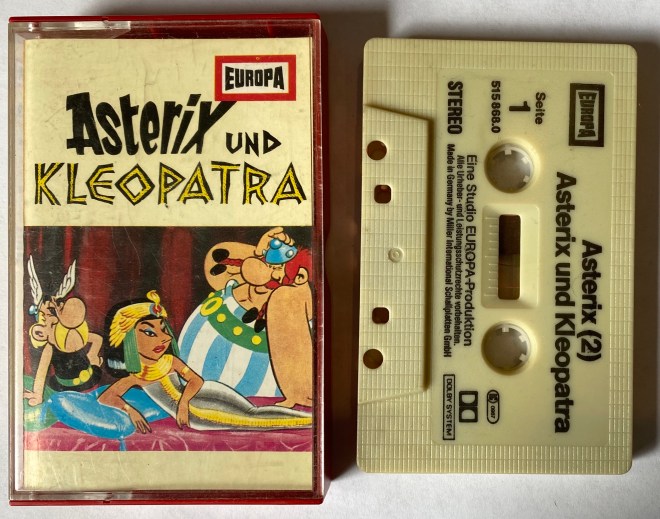 EUROPA
Asterix UND
KLEOPATRA
EUROPA
Asterix (2)
Asterix und Kleopatra
Seite
1
515 868.0
STEREO
Eine Studio EUROPA-Produktion
Alle Urheber- und Leistungsschutzrechte vorbehalten.
Made in Germany by Miller International Schallplatten GmbH
DOLBY SYSTEM